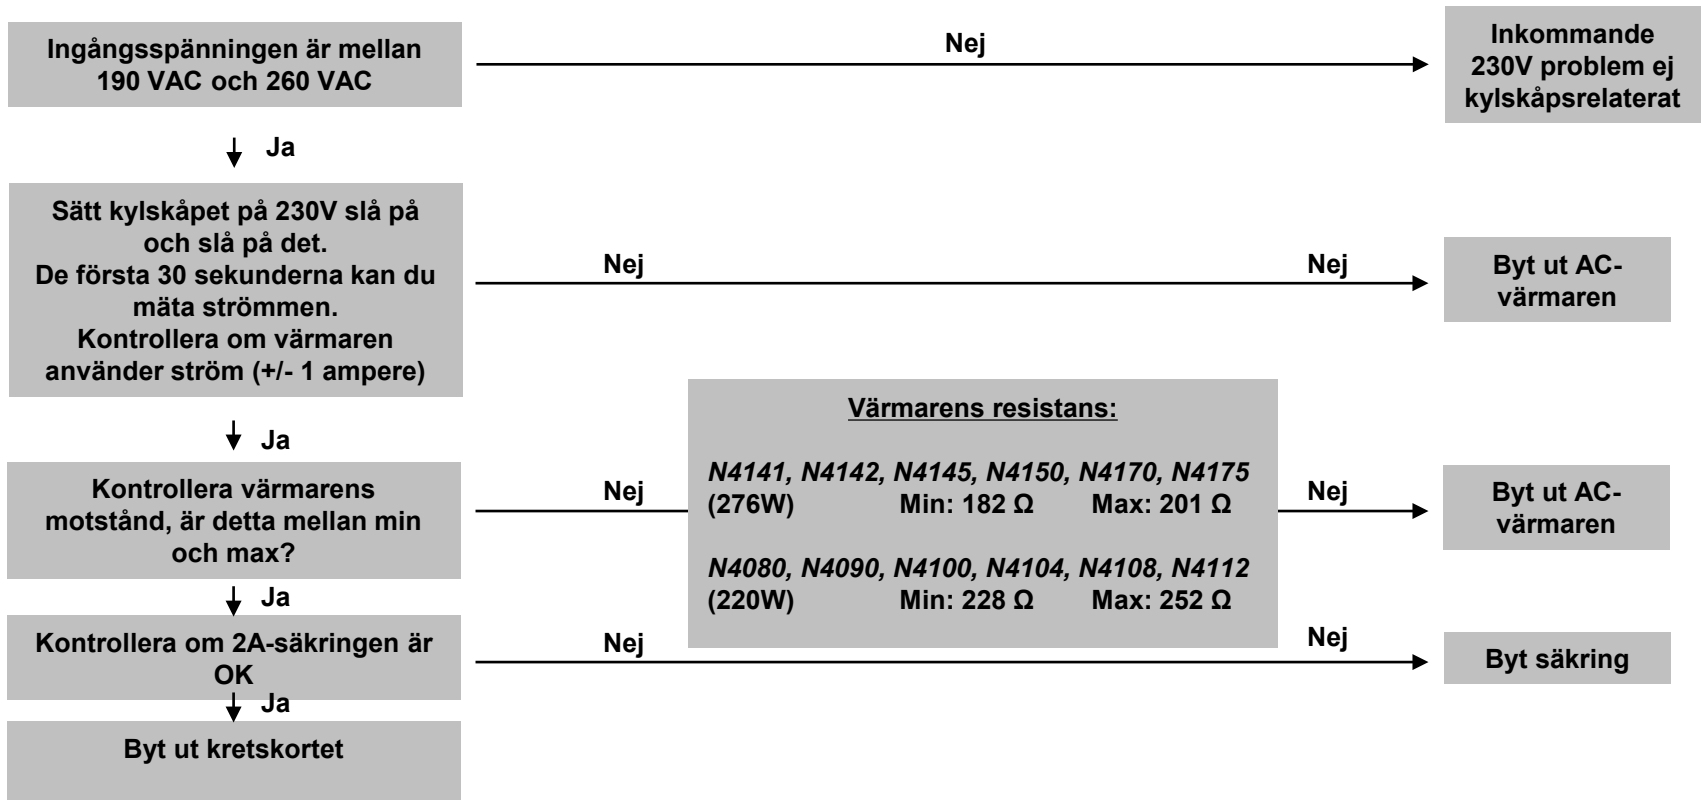 Ingångsspänningen är mellan
190 VAC och 260 VAC
Nej
Inkommande
230V problem ej
kylskåpsrelaterat
Ja
Sätt kylskåpet på 230V slå på
och slå på det.
De första 30 sekunderna kan du
mäta strömmen.
Kontrollera om värmaren
använder ström (+/- 1 ampere)
Nej
Nej
Byt ut AC-
värmaren
Ja
Kontrollera värmarens
motstånd, är detta mellan min
och max?
Nej
Värmarens resistans:
N4141, N4142, N4145, N4150, N4170, N4175
(276W) Min: 182 Ω Max: 201 Ω
N4080, N4090, N4100, N4104, N4108, N4112
(220W) Min: 228 Ω Max: 252 Ω
Nej
Byt ut AC-
värmaren
Ja
Kontrollera om 2A-säkringen är
OK
Nej
Nej
Byt säkring
Ja
Byt ut kretskortet